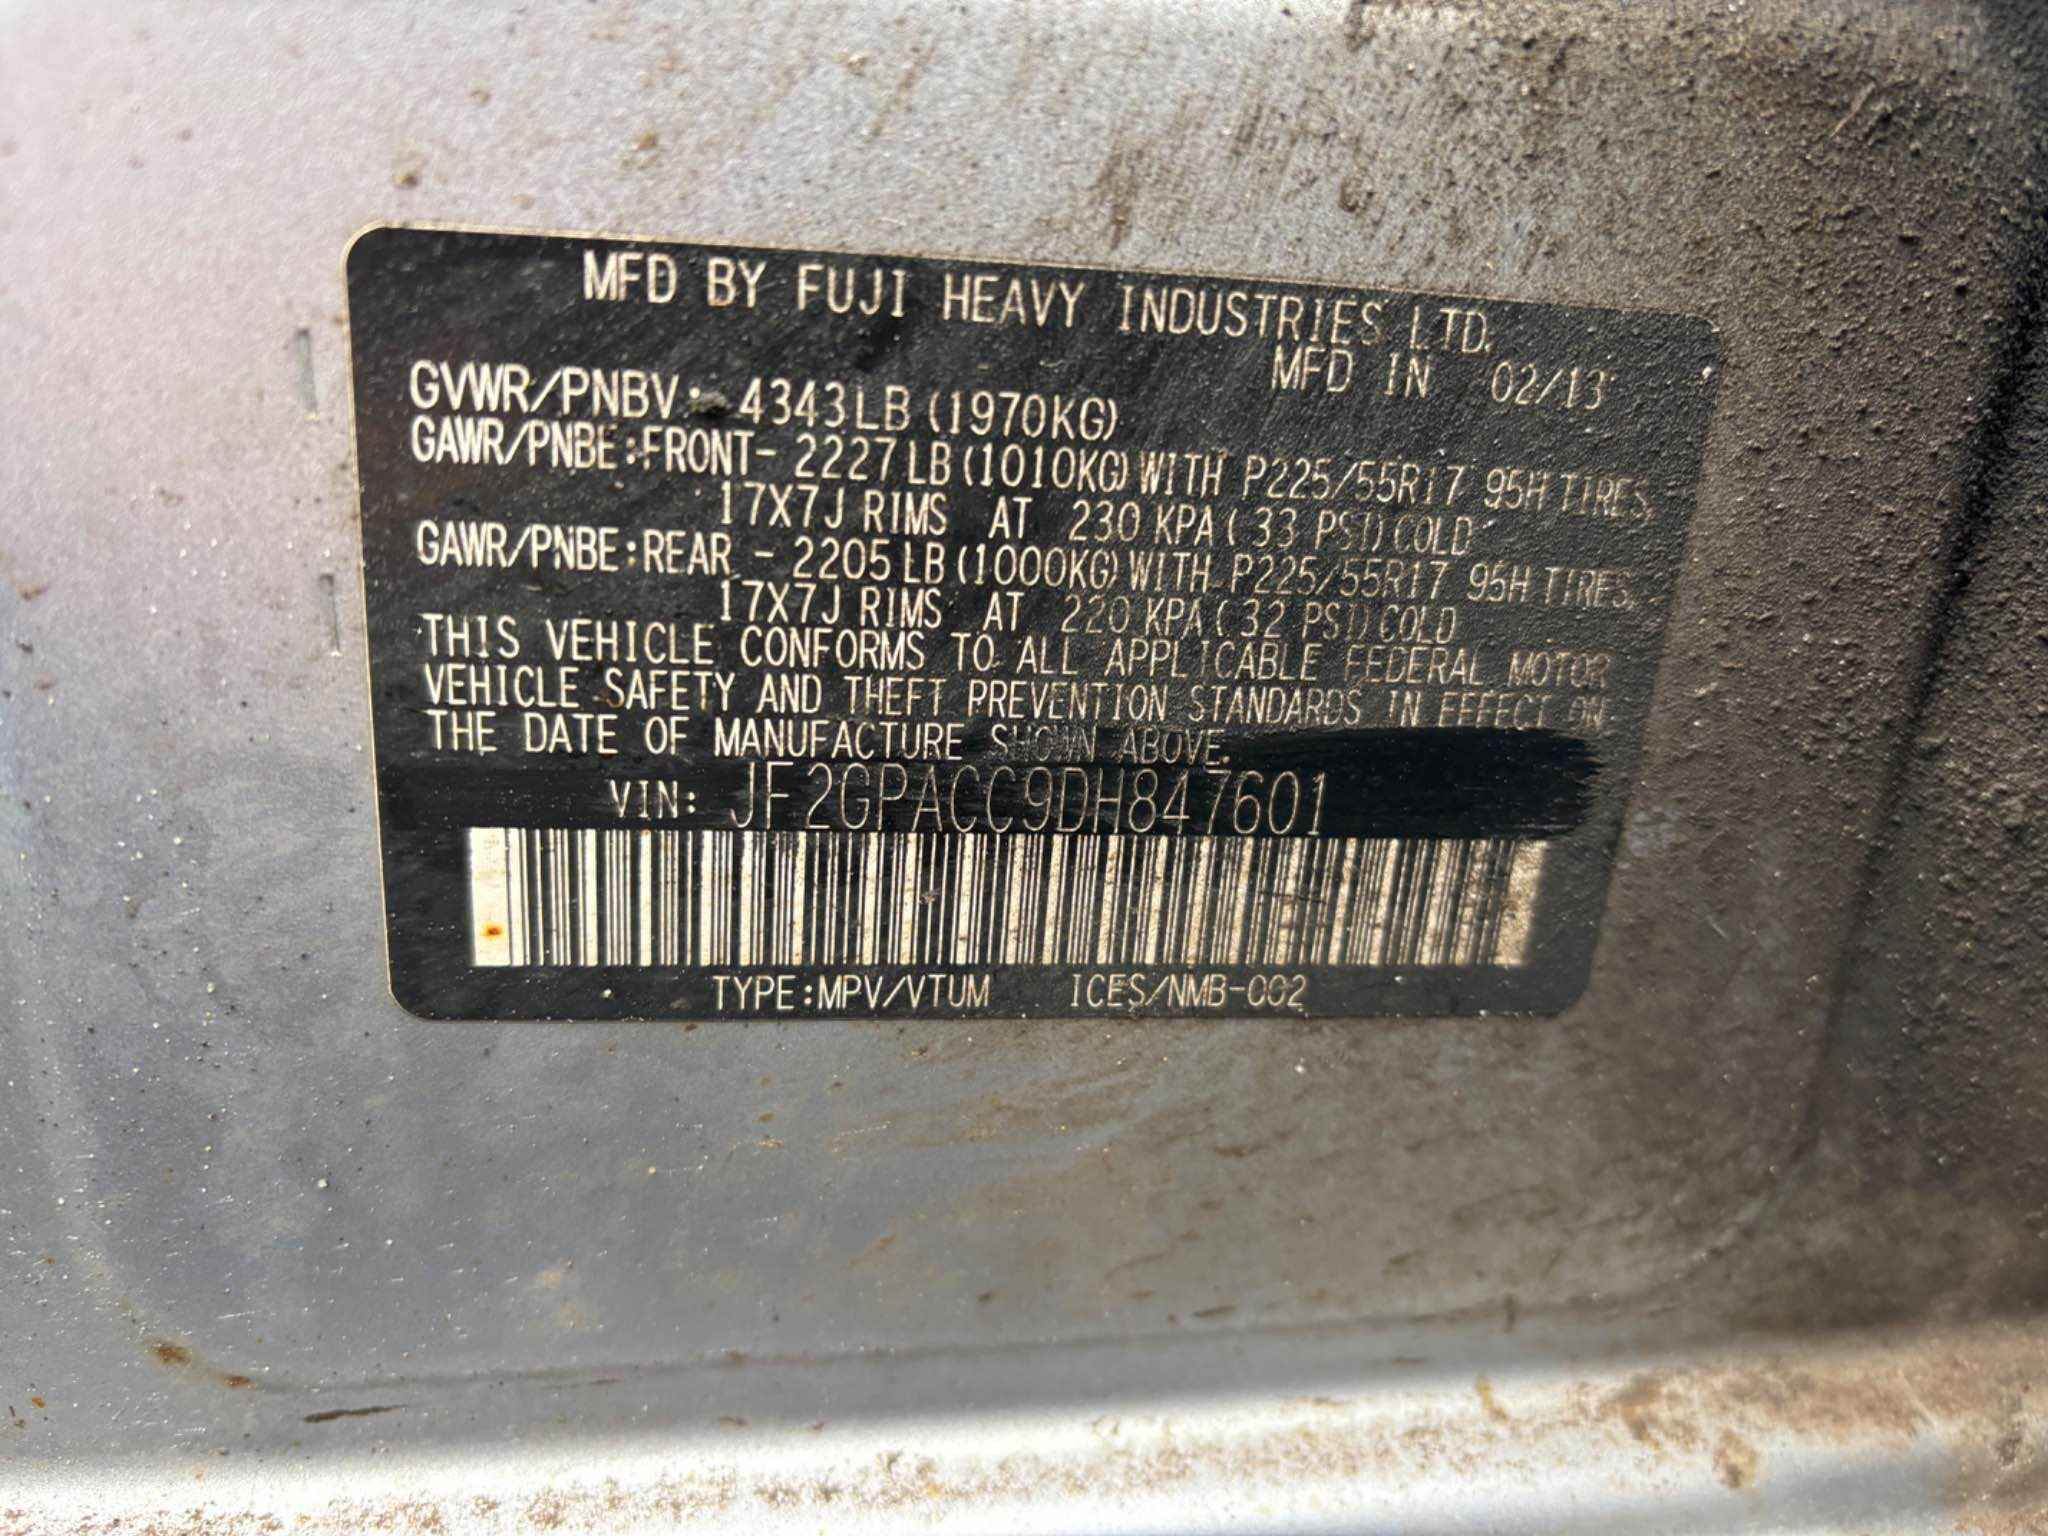 MFD BY FUJI HEAVY INDUSTRIES LTD.
MFD IN 02/13
GVWR/PNBV: 4343LB (1970KG)
GAWR/PNBE:FRONT- 2227LB (1010KG) WITH P225/55R17 95H TIRES,
17X7J RIMS AT 230 KPA ( 33 PSI) COLD
GAWR/PNBE:REAR - 2205LB (1000KG) WITH P225/55R17 95H TIRES,
17X7J RIMS AT 220 KPA ( 32 PSI) COLD
THIS VEHICLE CONFORMS TO ALL APPLICABLE FEDERAL MOTOR
VEHICLE SAFETY AND THEFT PREVENTION STANDARDS IN EFFECT ON
THE DATE OF MANUFACTURE SHOWN ABOVE.
VIN: JF2GPACC9DH847601
TYPE:MPV/VTUM ICES/NMB-002